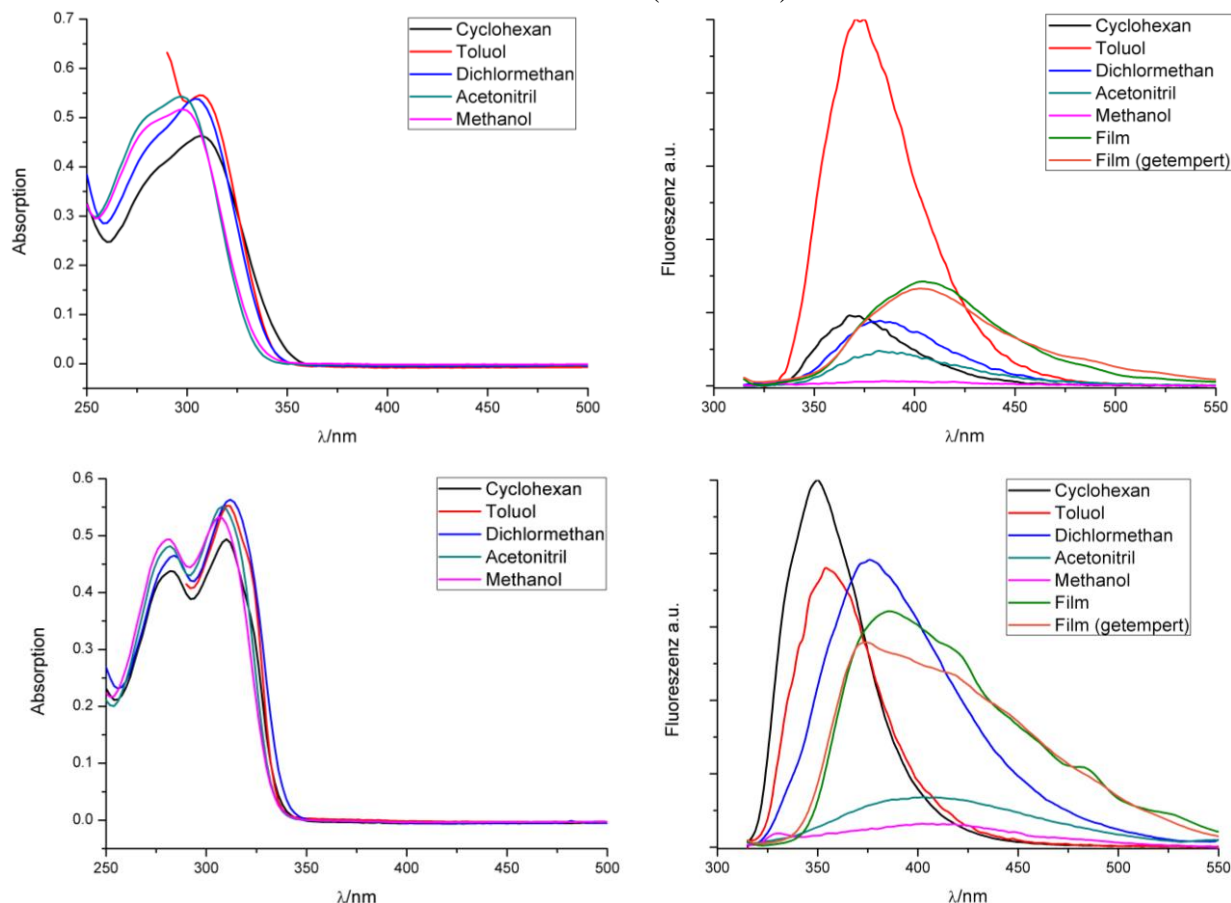 0.7
0.6
0.5
0.4
0.3
0.2
0.1
0.0
Absorption
250 300 350 400 450 500
λ/nm
Cyclohexan
Toluol
Dichlormethan
Acetonitril
Methanol
Fluoreszenz a.u.
300 350 400 450 500 550
λ/nm
Cyclohexan
Toluol
Dichlormethan
Acetonitril
Methanol
Film
Film (getempert)
0.6
0.5
0.4
0.3
0.2
0.1
0.0
Absorption
250 300 350 400 450 500
λ/nm
Cyclohexan
Toluol
Dichlormethan
Acetonitril
Methanol
Fluoreszenz a.u.
300 350 400 450 500 550
λ/nm
Cyclohexan
Toluol
Dichlormethan
Acetonitril
Methanol
Film
Film (getempert)